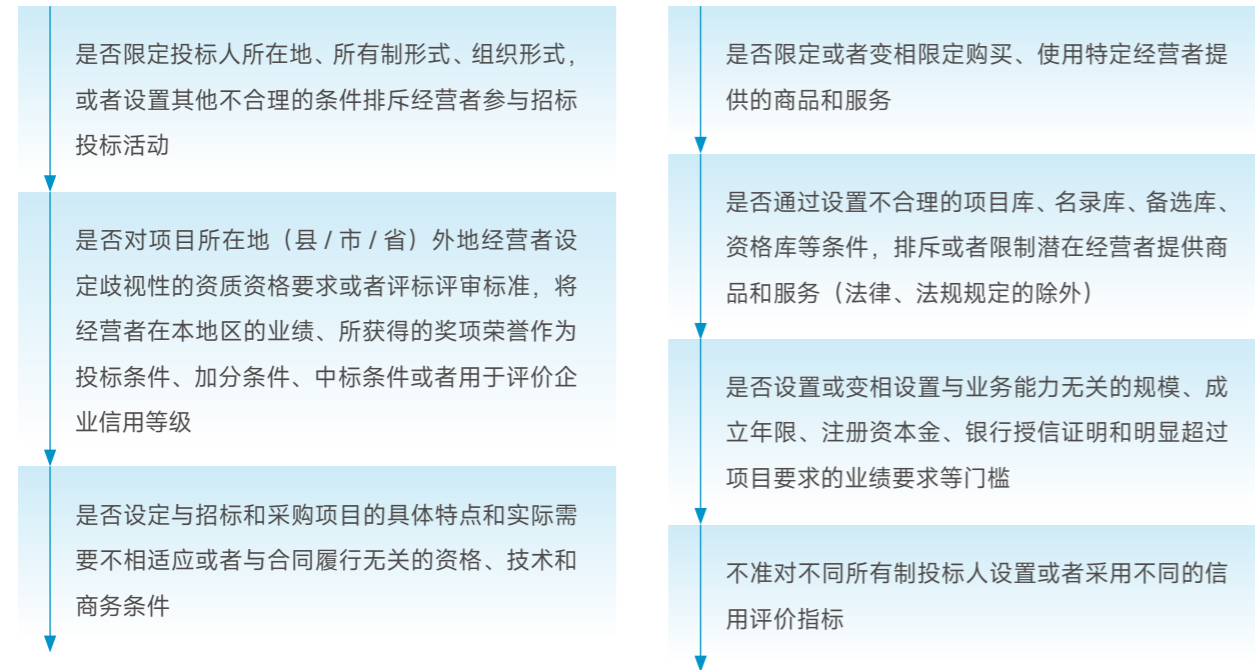 是否限定投标人所在地、所有制形式、组织形式，
或者设置其他不合理的条件排斥经营者参与招标
投标活动
是否对项目所在地（县 / 市 / 省）外地经营者设
定歧视性的资质资格要求或者评标评审标准，将
经营者在本地区的业绩、所获得的奖项荣誉作为
投标条件、加分条件、中标条件或者用于评价企
业信用等级
是否设定与招标和采购项目的具体特点和实际需
要不相适应或者与合同履行无关的资格、技术和
商务条件
是否限定或者变相限定购买、使用特定经营者提
供的商品和服务
是否通过设置不合理的项目库、名录库、备选库、
资格库等条件，排斥或者限制潜在经营者提供商
品和服务（法律、法规规定的除外）
是否设置或变相设置与业务能力无关的规模、成
立年限、注册资本金、银行授信证明和明显超过
项目要求的业绩要求等门槛
不准对不同所有制投标人设置或者采用不同的信
用评价指标